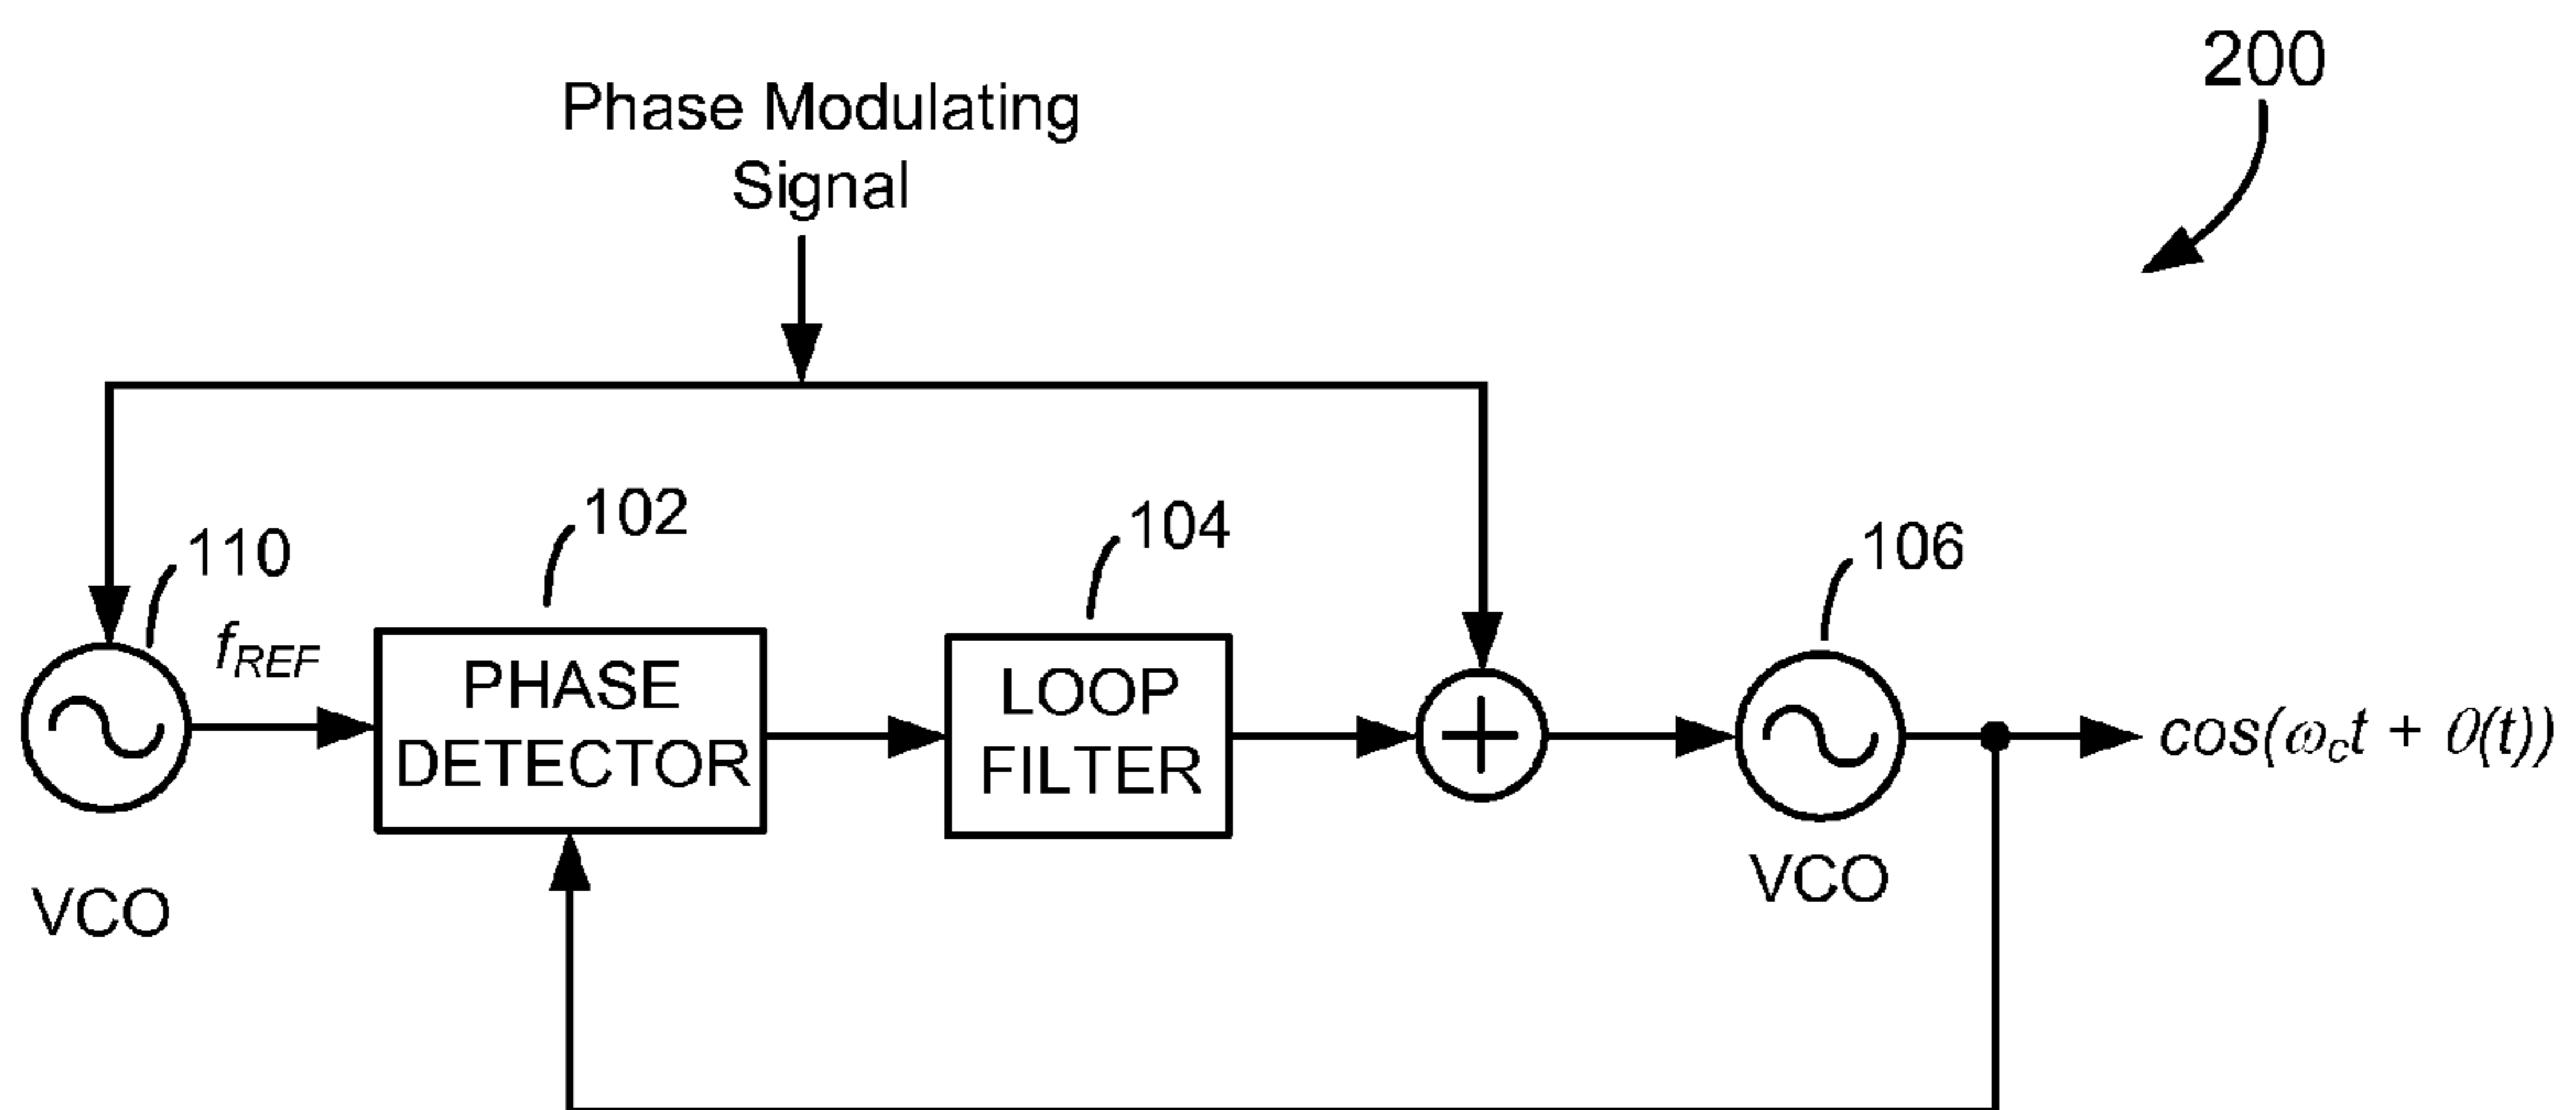 200
Phase Modulating
Signal
110
102
104
106
fREF
PHASE
DETECTOR
LOOP
FILTER
cos(ωct + θ(t))
VCO
VCO